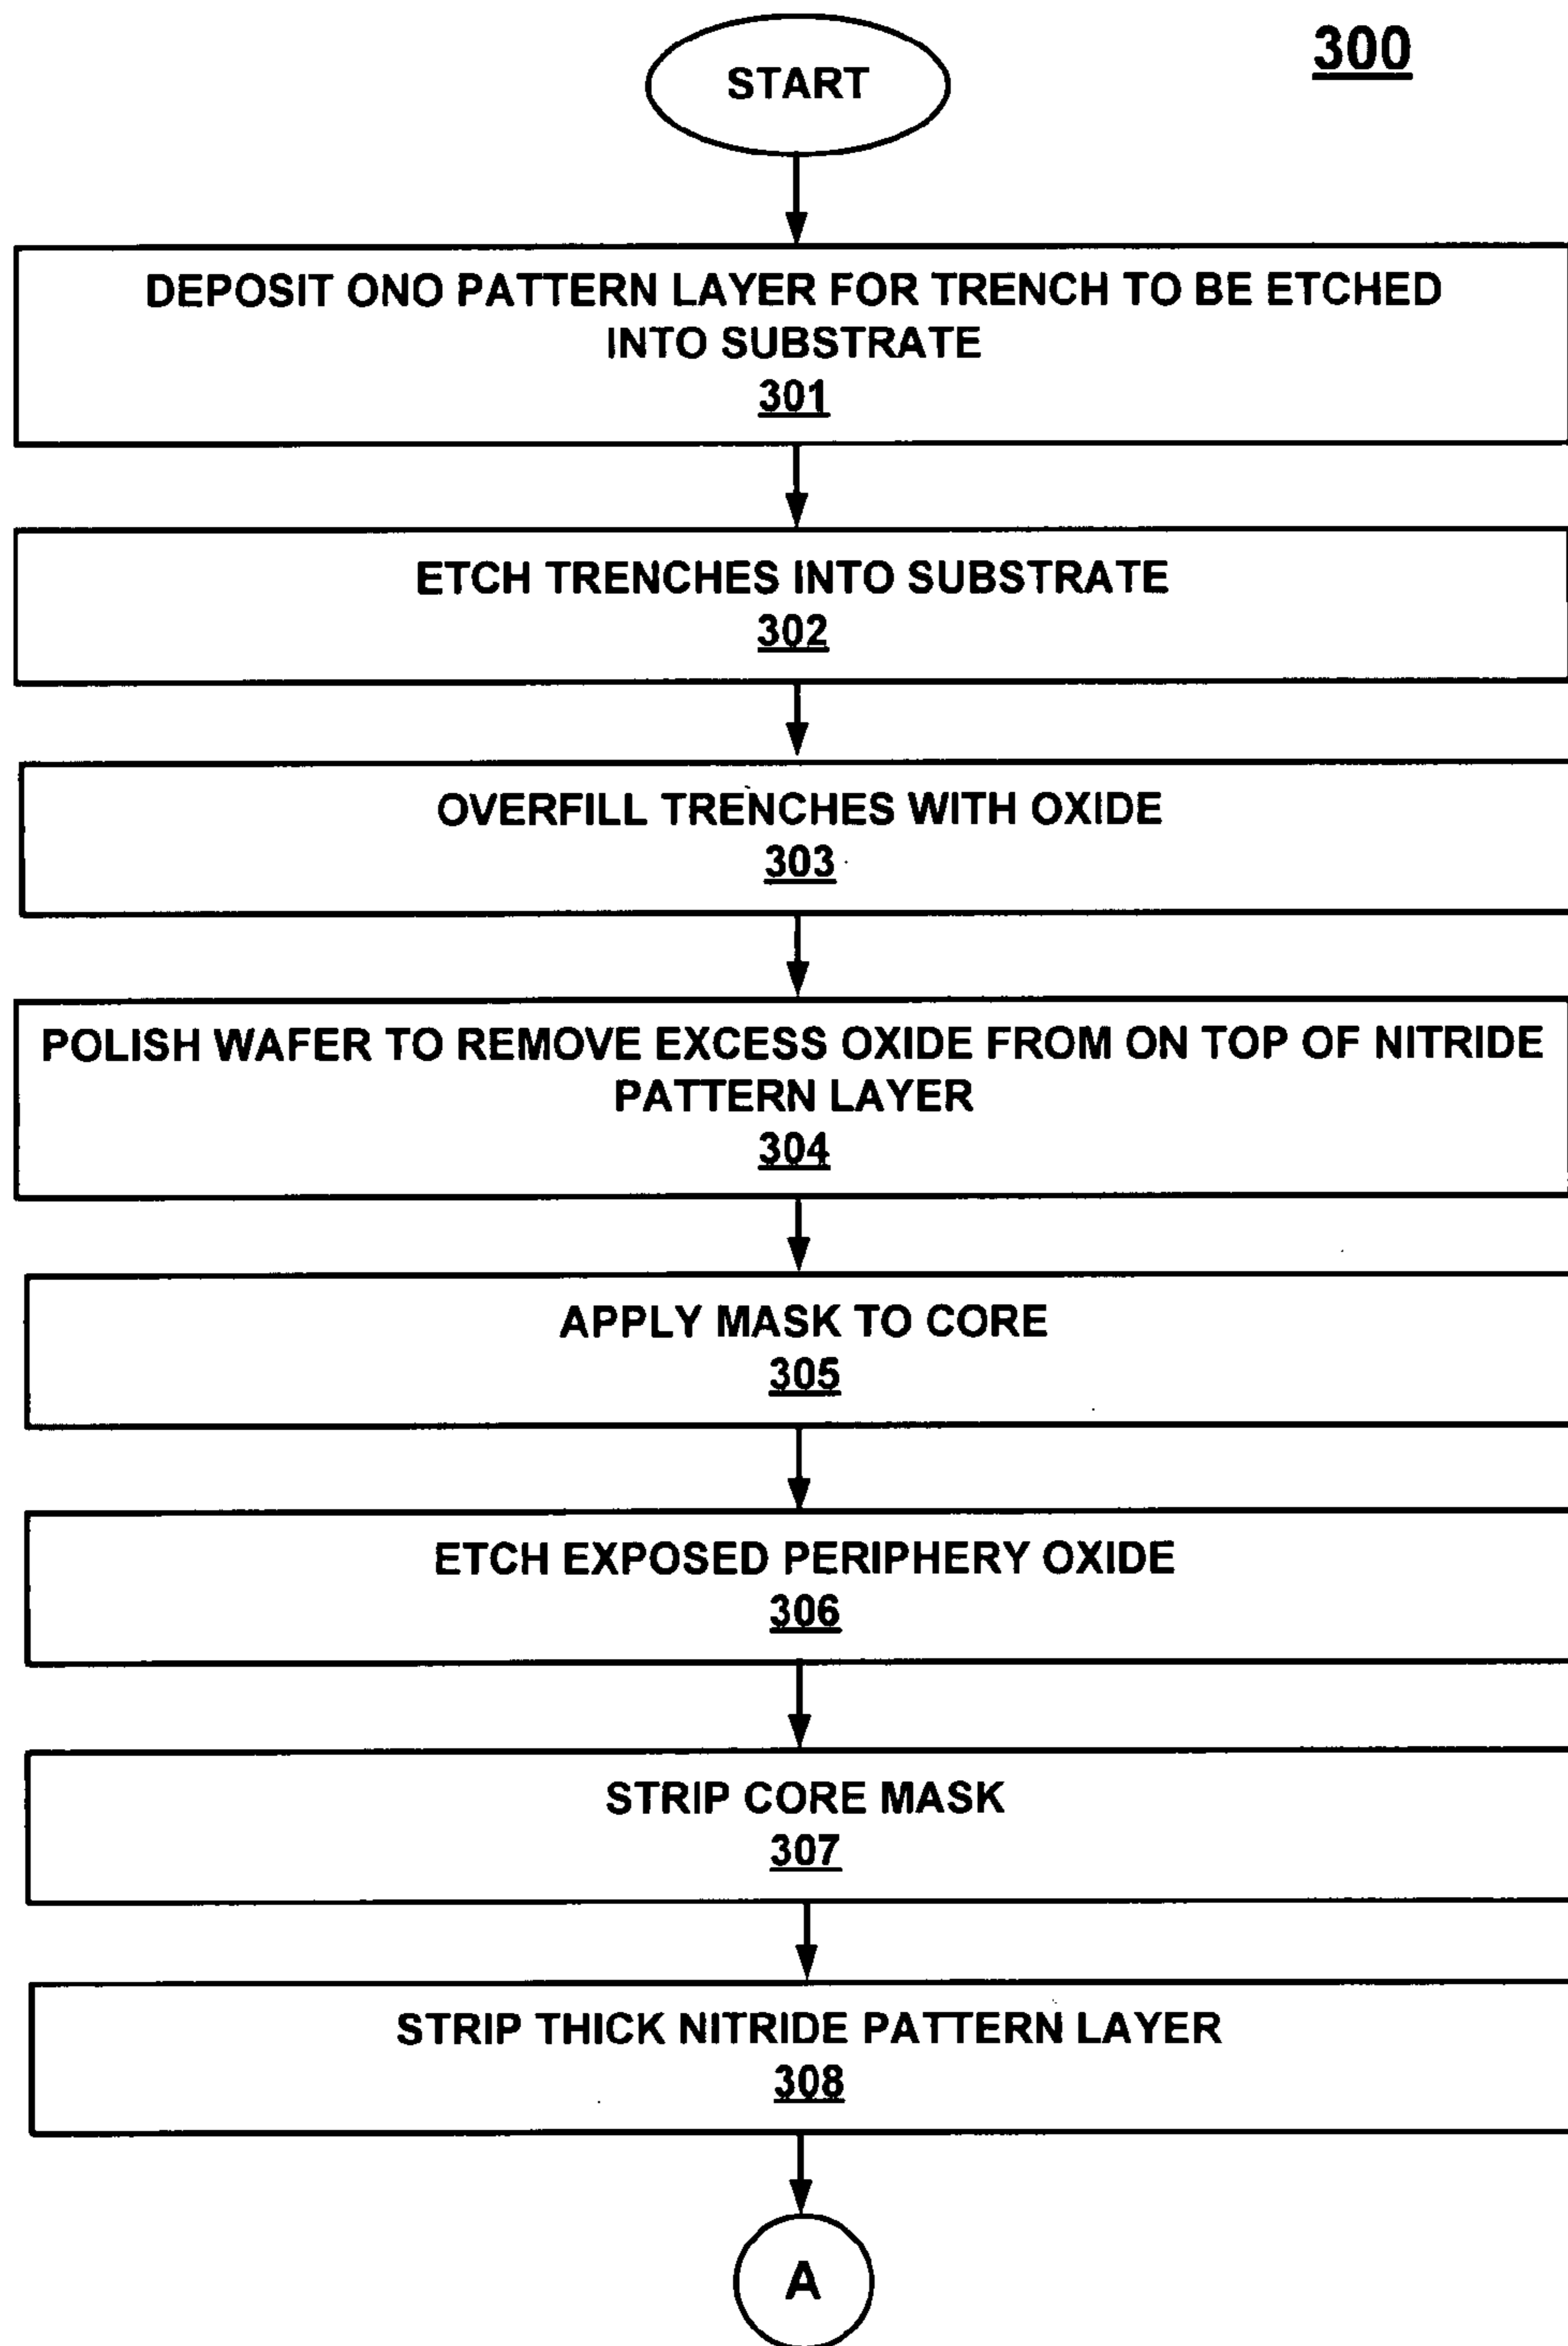 300
START
DEPOSIT ONO PATTERN LAYER FOR TRENCH TO BE ETCHED
INTO SUBSTRATE
301
ETCH TRENCHES INTO SUBSTRATE
302
OVERFILL TRENCHES WITH OXIDE
303
POLISH WAFER TO REMOVE EXCESS OXIDE FROM ON TOP OF NITRIDE
PATTERN LAYER
304
APPLY MASK TO CORE
305
ETCH EXPOSED PERIPHERY OXIDE
306
STRIP CORE MASK
307
STRIP THICK NITRIDE PATTERN LAYER
308
A